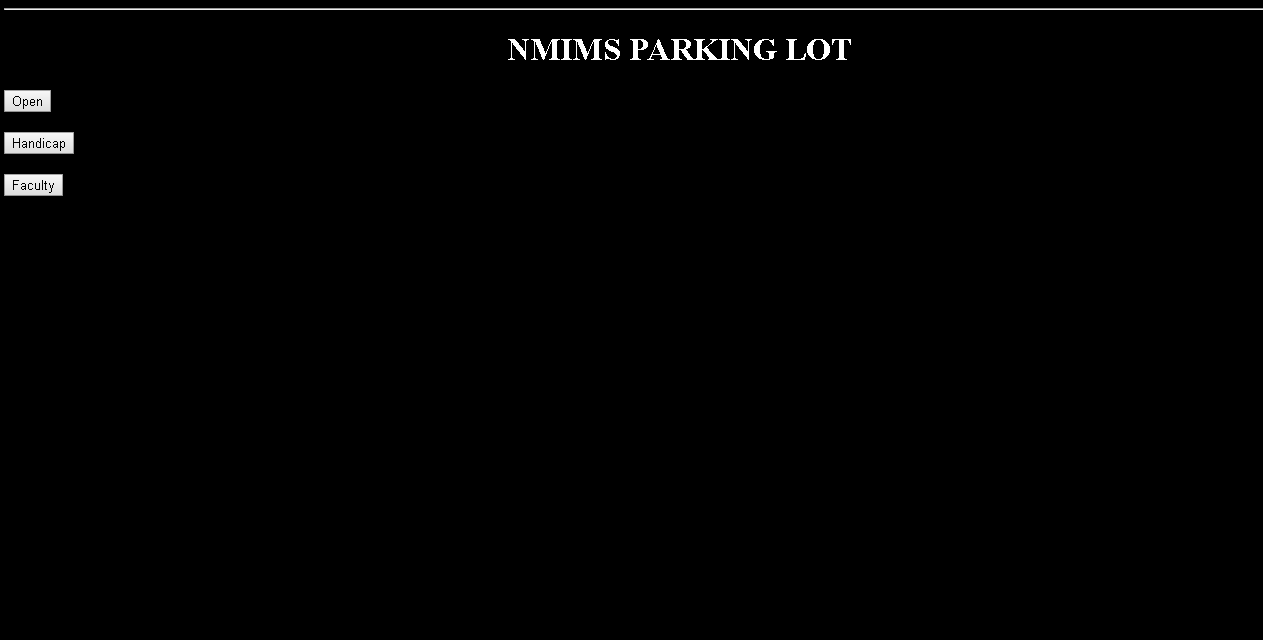 NMIMS PARKING LOT
Open
Handicap
Faculty